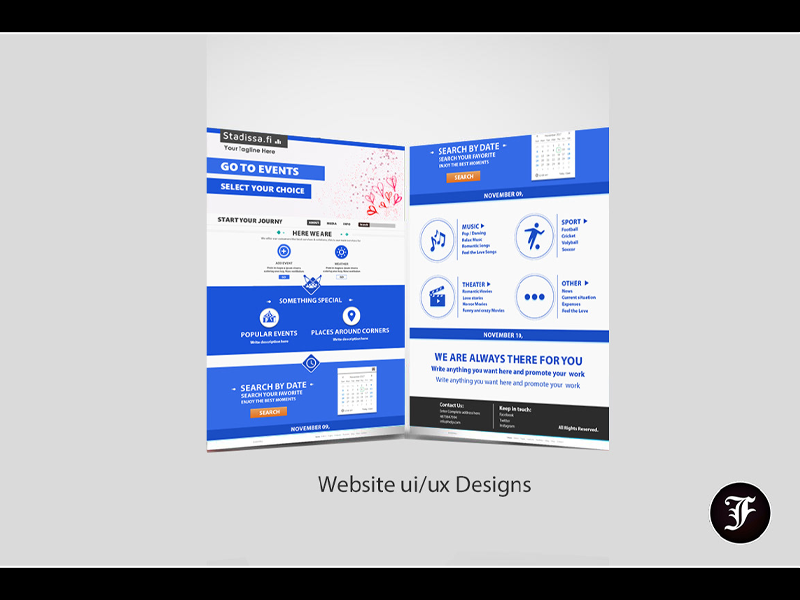 Stadissa.fi
Your Tagline Here
GO TO EVENTS
SELECT YOUR CHOICE
START YOUR JOURNY
HERE WE ARE
ADD EVENT
WEATHER
SOMETHING SPECIAL
POPULAR EVENTS
Write description here
PLACES AROUND CORNERS
Write description here
SEARCH BY DATE
SEARCH YOUR FAVORITE
ENJOY THE BEST MOMENTS
SEARCH
NOVEMBER 09,
SEARCH BY DATE
SEARCH YOUR FAVORITE
ENJOY THE BEST MOMENTS
SEARCH
NOVEMBER 09,
MUSIC
Pop / Dancing
Relax Music
Romantic Songs
Feel the Love Songs
SPORT
Football
Cricket
Volyball
Soccer
THEATER
Romantic Movies
Love stories
Horror Movies
Funny and sexy Movies
OTHER
News
Current situation
Expenses
Feel the Love
NOVEMBER 13,
WE ARE ALWAYS THERE FOR YOU
Write anything you want here and promote your work
Write anything you want here and promote your work
Contact Us:
Keep in touch:
Facebook
Twitter
Instagram
All Rights Reserved.
Website ui/ux Designs
F